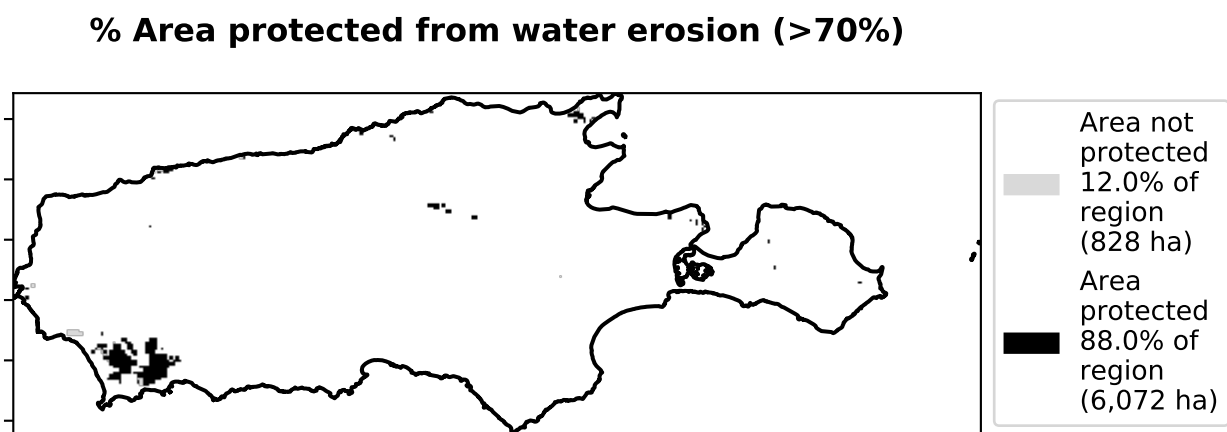 % Area protected from water erosion (>70%)
Area not
protected
12.0% of
region
(828 ha)
Area
protected
88.0% of
region
(6,072 ha)